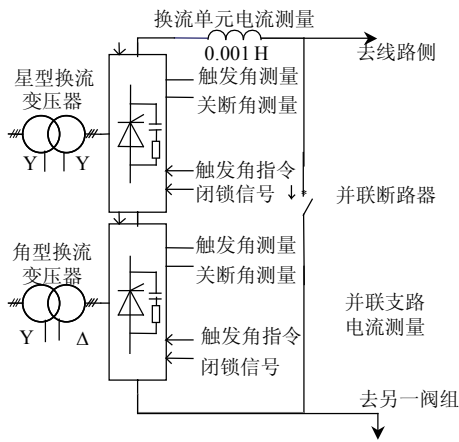 换流单元电流测量
0.001 H
去线路侧
星型换流
变压器
触发角测量
关断角测量
Y Y
触发角指令
闭锁信号
并联断路器
角型换流
变压器
触发角测量
关断角测量
并联支路
电流测量
Y Δ
触发角指令
闭锁信号
去另一阀组